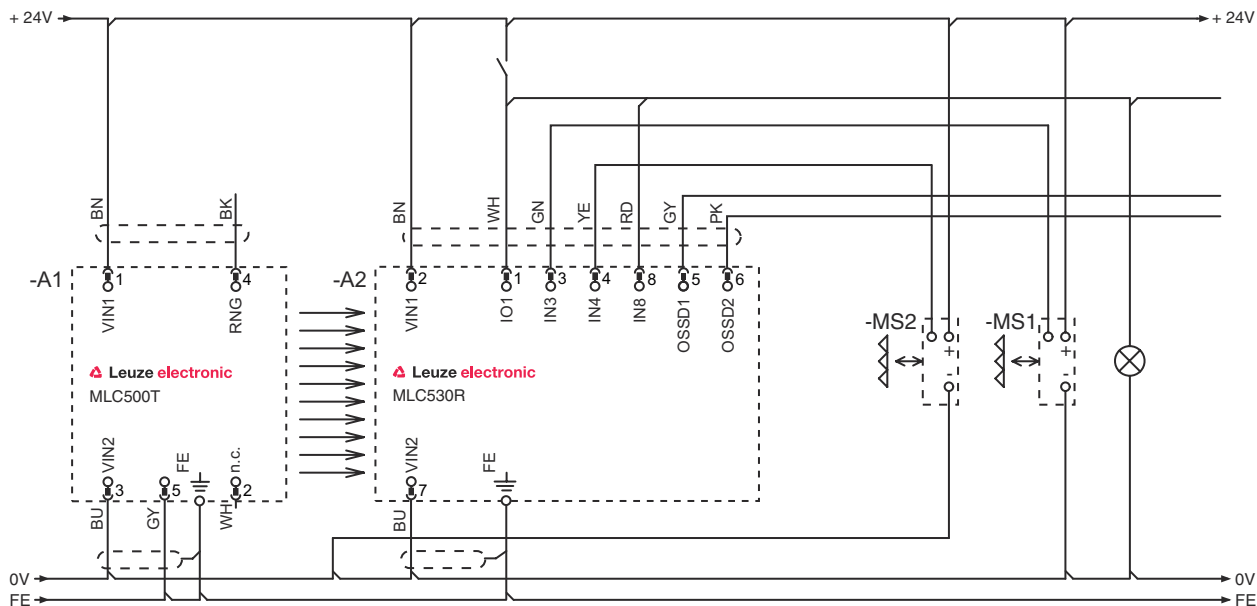 + 24V
+ 24V
BN
BK
BN
WH
GN
YE
RD
GY
PK
-A1
1
4
-A2
2
1
3
4
8
5
6
VIN1
RNG
VIN1
IO1
IN3
IN4
IN8
OSSD1
OSSD2
-MS2
-MS1
+
-
+
-
Leuze electronic
MLC500T
Leuze electronic
MLC530R
VIN2
FE
n.c.
VIN2
FE
3
5
2
7
BU
GY
WH
BU
0V
0V
FE
FE